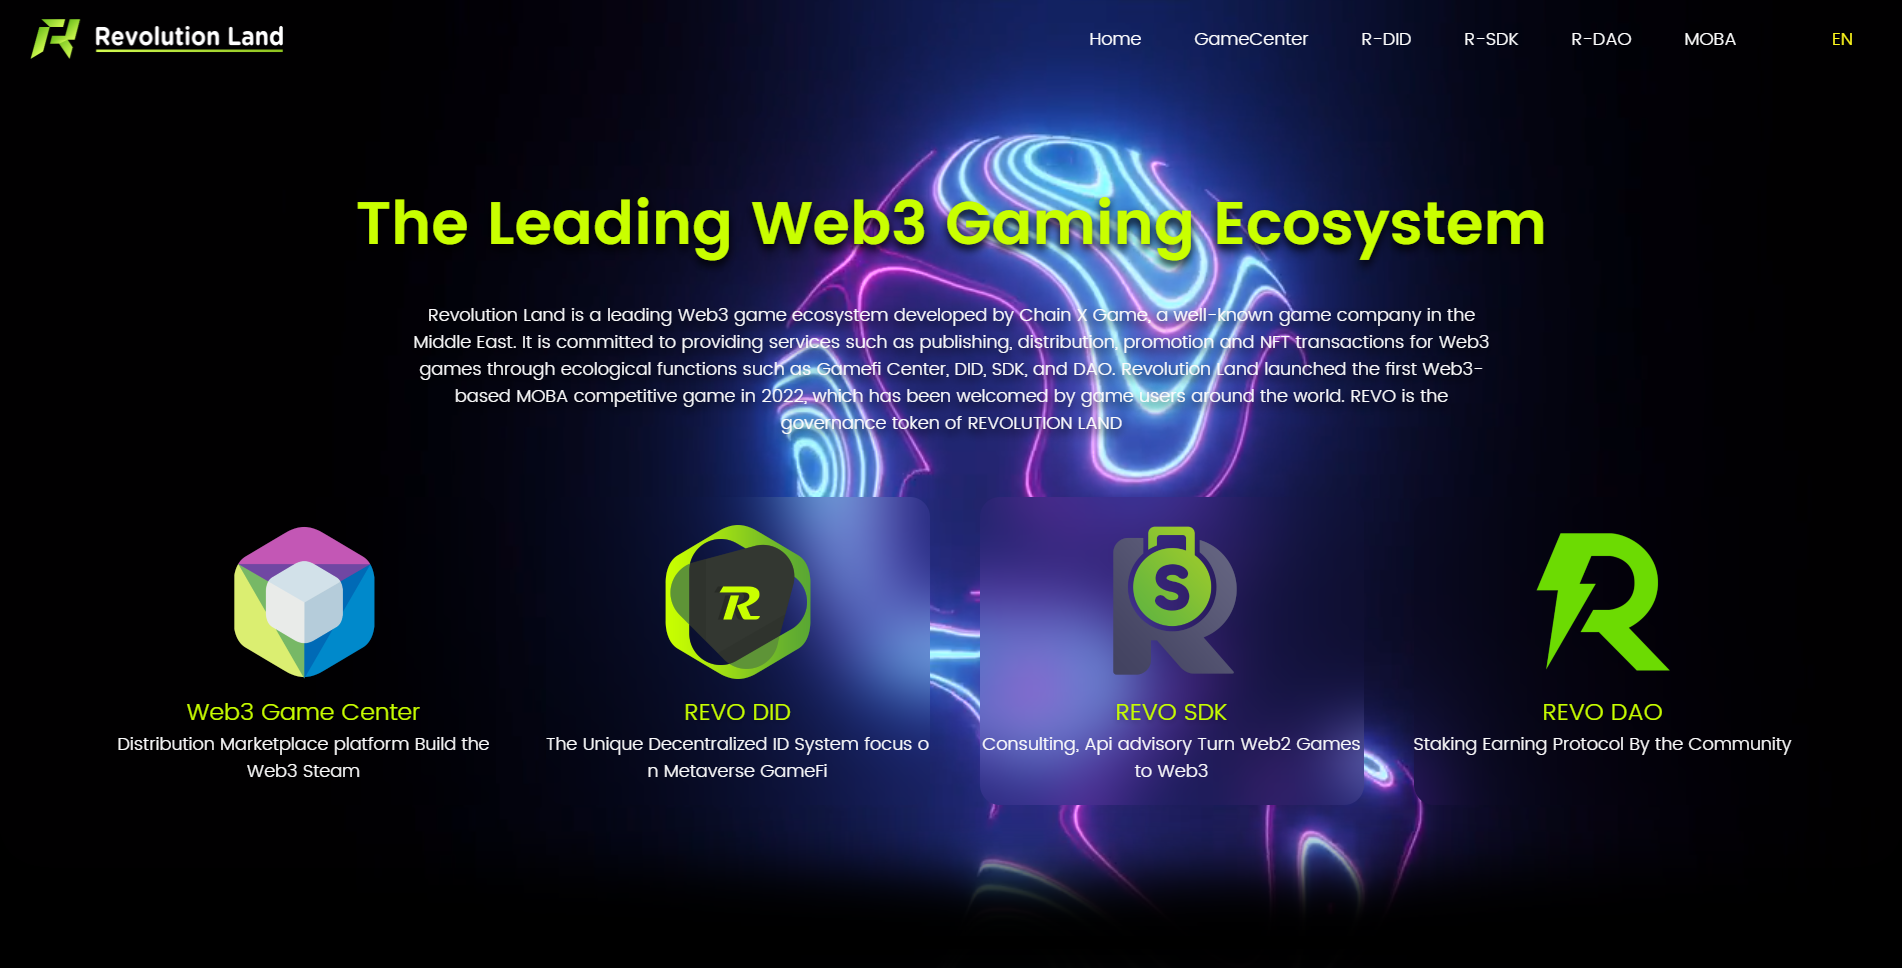 Revolution Land
Home GameCenter R-DID R-SDK R-DAO MOBA EN
The Leading Web3 Gaming Ecosystem
Revolution Land is a leading Web3 game ecosystem developed by Chain X Game, a well-known game company in the
Middle East. It is committed to providing services such as publishing, distribution, promotion and NFT transactions for Web3
games through ecological functions such as Gamefi Center, DID, SDK, and DAO. Revolution Land launched the first Web3-
based MOBA competitive game in 2022, which has been welcomed by game users around the world. REVO is the
governance token of REVOLUTION LAND
R
S
R
Web3 Game Center
Distribution Marketplace platform Build the
Web3 Steam
REVO DID
The Unique Decentralized ID System focus o
n Metaverse GameFi
REVO SDK
Consulting, Api advisory Turn Web2 Games
to Web3
REVO DAO
Staking Earning Protocol By the Community